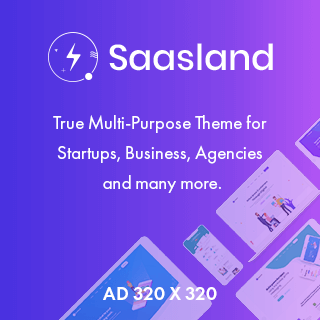 Saasland
True Multi-Purpose Theme for
Startups, Business, Agencies
and many more.
AD 320 X 320